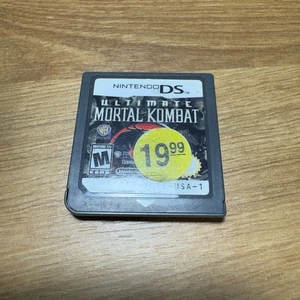 NINTENDO DS
ULTIMATE
MORTAL KOMBAT
M
19 99
USA-1